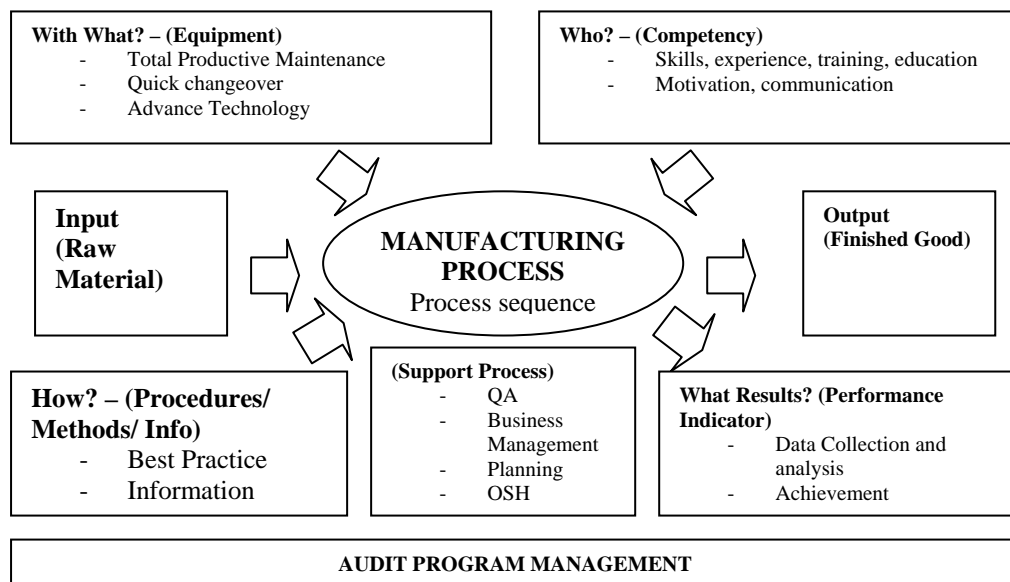 With What? – (Equipment)
- Total Productive Maintenance
- Quick changeover
- Advance Technology
Who? – (Competency)
- Skills, experience, training, education
- Motivation, communication
Input
(Raw
Material)
MANUFACTURING
PROCESS
Process sequence
Output
(Finished Good)
How? – (Procedures/
Methods/ Info)
- Best Practice
- Information
(Support Process)
- QA
- Business
Management
- Planning
- OSH
What Results? (Performance
Indicator)
- Data Collection and
analysis
- Achievement
AUDIT PROGRAM MANAGEMENT